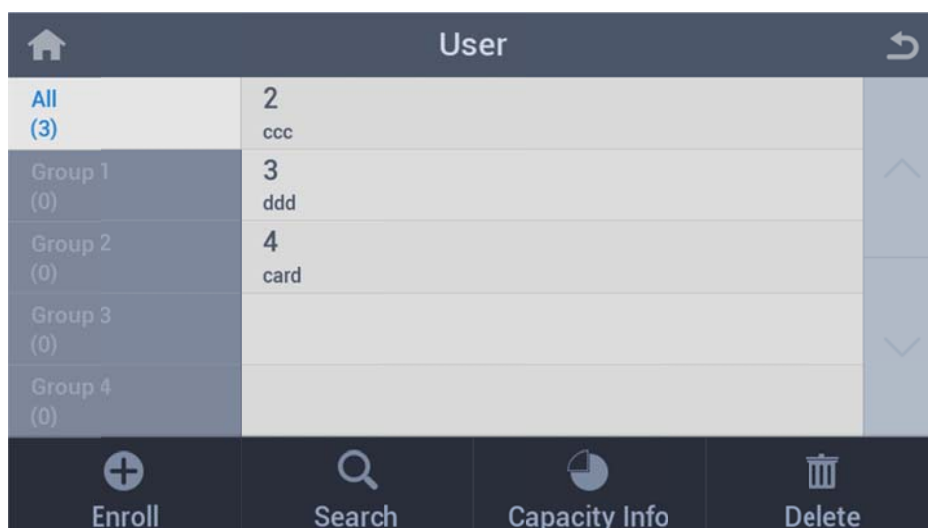 User
All
(3)
2
ccc
Group 1
(0)
3
ddd
Group 2
(0)
4
card
Group 3
(0)
Group 4
(0)
Enroll
Search
Capacity Info
Delete